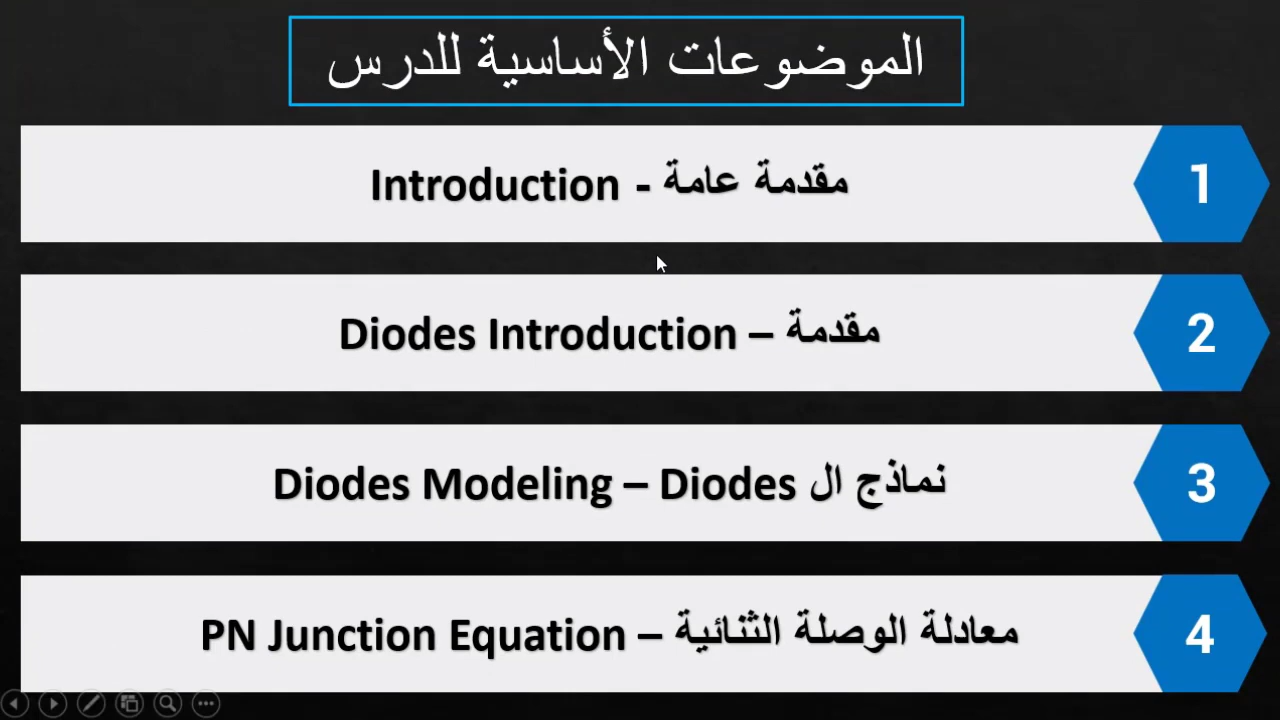 الموضوعات الأساسية للدرس
1
مقدمة عامة - Introduction
2
مقدمة – Diodes Introduction
3
نماذج ال Diodes – Diodes Modeling
4
معادلة الوصلة الثنائية – PN Junction Equation